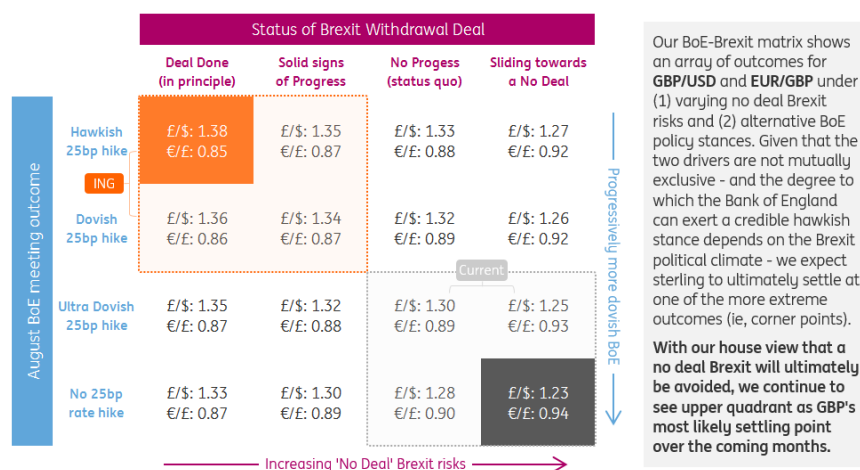 Status of Brexit Withdrawal Deal
Deal Done
(in principle)
Solid signs
of Progress
No Progess
(status quo)
Sliding towards
a No Deal
August BoE meeting outcome
Hawkish
25bp hike
£/$: 1.38
€/£: 0.85
£/$: 1.35
€/£: 0.87
£/$: 1.33
€/£: 0.88
£/$: 1.27
€/£: 0.92
ING
Dovish
25bp hike
£/$: 1.36
€/£: 0.86
£/$: 1.34
€/£: 0.87
£/$: 1.32
€/£: 0.89
£/$: 1.26
€/£: 0.92
Current
Ultra Dovish
25bp hike
£/$: 1.35
€/£: 0.87
£/$: 1.32
€/£: 0.88
£/$: 1.30
€/£: 0.89
£/$: 1.25
€/£: 0.93
No 25bp
rate hike
£/$: 1.33
€/£: 0.87
£/$: 1.30
€/£: 0.89
£/$: 1.28
€/£: 0.90
£/$: 1.23
€/£: 0.94
Progressively more dovish BoE
Increasing 'No Deal' Brexit risks
Our BoE-Brexit matrix shows
an array of outcomes for
GBP/USD and EUR/GBP under
(1) varying no deal Brexit
risks and (2) alternative BoE
policy stances. Given that the
two drivers are not mutually
exclusive - and the degree to
which the Bank of England
can exert a credible hawkish
stance depends on the Brexit
political climate - we expect
sterling to ultimately settle at
one of the more extreme
outcomes (ie, corner points).
With our house view that a
no deal Brexit will ultimately
be avoided, we continue to
see upper quadrant as GBP's
most likely settling point
over the coming months.